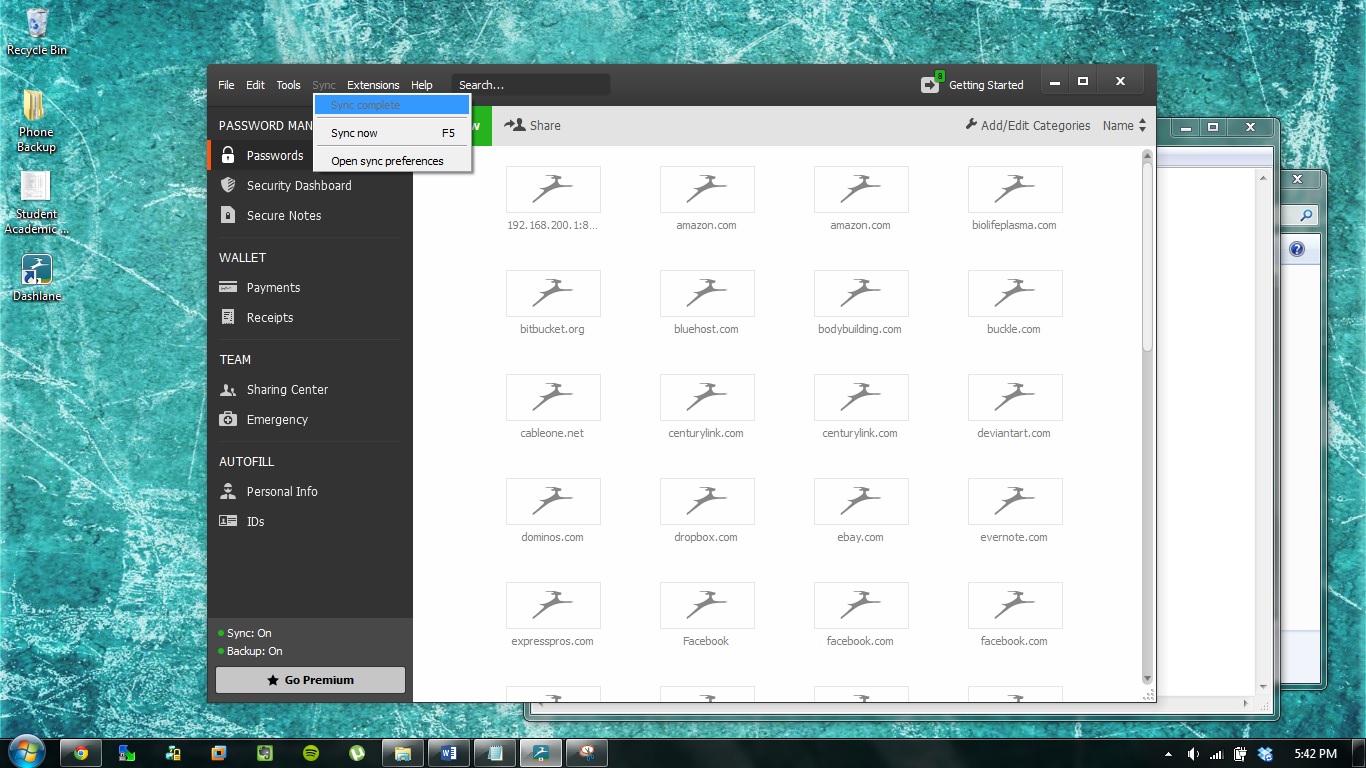 Recycle Bin
Phone
Backup
Student
Academic ...
Dashlane
File Edit Tools Sync Extensions Help Search... 8 Getting Started
Sync complete
Sync now F5
Open sync preferences
PASSWORD MAN
Passwords
Security Dashboard
Secure Notes
WALLET
Payments
Receipts
TEAM
Sharing Center
Emergency
AUTOFILL
Personal Info
IDs
Sync: On
Backup: On
Go Premium
w Share Add/Edit Categories Name
192.168.200.1:8... amazon.com amazon.com biolifeplasma.com
bitbucket.org bluehost.com bodybuilding.com buckle.com
cableone.net centurylink.com centurylink.com deviantart.com
dominos.com dropbox.com ebay.com evernote.com
expresspros.com Facebook facebook.com facebook.com
5:42 PM